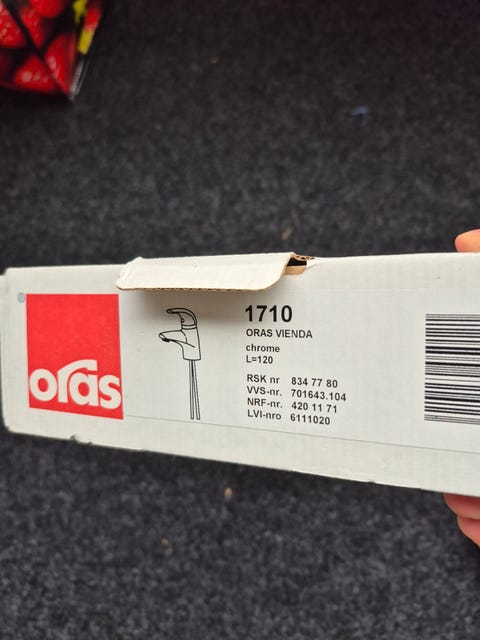 ®
oras
1710
ORAS VIENDA
chrome
L=120
RSK nr 834 77 80
VVS-nr. 701643.104
NRF-nr. 420 11 71
LVI-nro 6111020